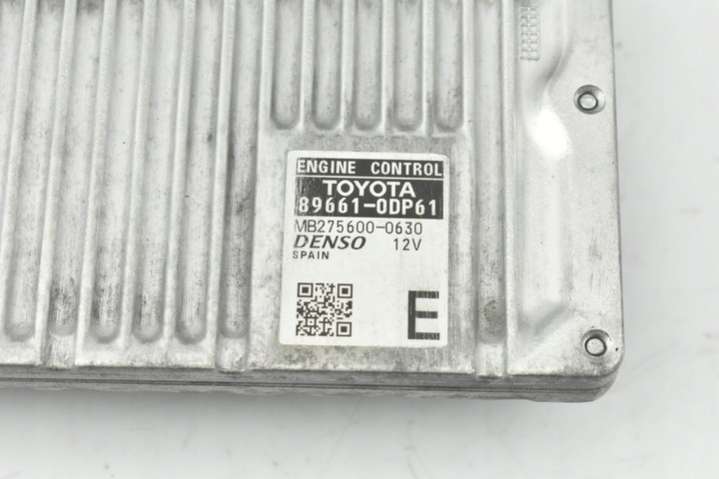 ENGINE CONTROL
TOYOTA
89661-0DP61
MB275600-0630
DENSO 12V
SPAIN
E